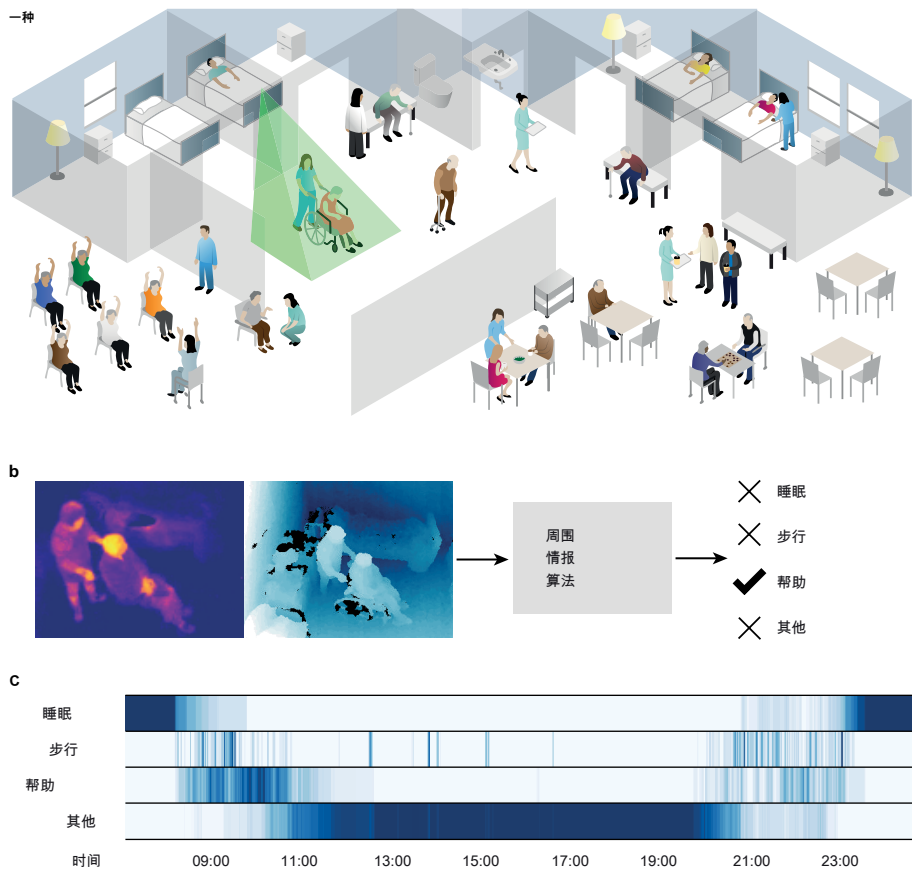 一种
b
周围
情报
算法
睡眠
步行
帮助
其他
c
睡眠
步行
帮助
其他
时间 09:00 11:00 13:00 15:00 17:00 19:00 21:00 23:00